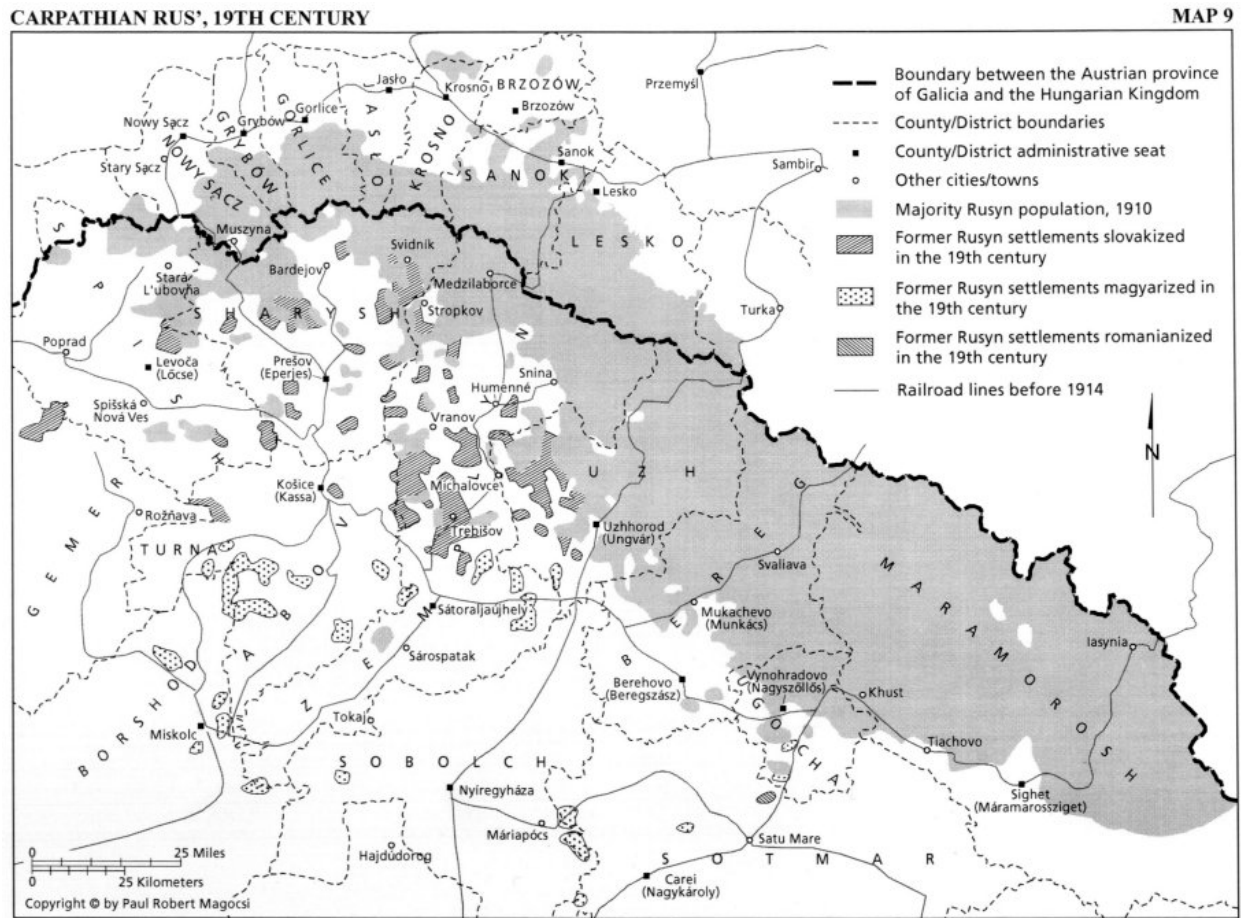 CARPATHIAN RUS', 19TH CENTURY
MAP 9
Boundary between the Austrian province
of Galicia and the Hungarian Kingdom
County/District boundaries
County/District administrative seat
Other cities/towns
Majority Rusyn population, 1910
Former Rusyn settlements slovakized
in the 19th century
Former Rusyn settlements magyarized in
the 19th century
Former Rusyn settlements romanianized
in the 19th century
Railroad lines before 1914
N
Przemyśl
Jasło
Krosno
BRZOZÓW
Brzozów
Gorlice
Grybów
Nowy Sącz
Stary Sącz
NOWY SĄCZ
GRYBÓW
GORLICE
JASŁO
KROSNO
SANOK
Sanok
Lesko
LESKO
Sambir
Turka
Muszyna
Svidník
Bardejov
Medzilaborce
Stará
L'ubovňa
SPISH
SHARYSH
Stropkov
Poprad
Levoča
(Lőcse)
Prešov
(Eperjes)
Snina
Humenné
Spišská
Nová Ves
Vranov
ZEMPLYN
UZH
Košice
(Kassa)
Michalovce
Rožňava
Trebišov
Uzhhorod
(Ungvár)
GEMER
TURNA
ABOV
Svaliava
BEREG
MARAMOROSH
Sátoraljaújhely
Mukachevo
(Munkács)
Iasynia
Sárospatak
Berehovo
(Beregszász)
Vynohradovo
(Nagyszőllős)
Khust
UGOCHA
BORSHOD
Miskolc
Tokaj
Tiachovo
SOBOLCH
Sighet
(Máramarossziget)
Nyíregyháza
Máriapócs
Satu Mare
Hajdúdorog
SOTMAR
Carei
(Nagykároly)
0 25 Miles
0 25 Kilometers
Copyright © by Paul Robert Magocsi